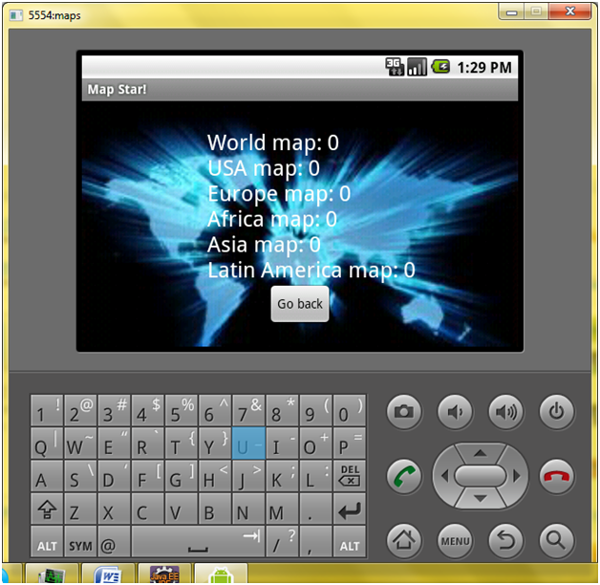 5554:maps
3G 1:29 PM
Map Star!
World map: 0
USA map: 0
Europe map: 0
Africa map: 0
Asia map: 0
Latin America map: 0
Go back
1 ! 2 @ 3 # 4 $ 5 % 6 ^ 7 & 8 * 9 ( 0 )
Q | W ~ E " R ` T { Y } U _ I - O + P =
A S \ D ' F [ G ] H < J > K ; L : DEL
Z X C V B N M .
ALT SYM @ / ? , ALT
MENU
Java EE